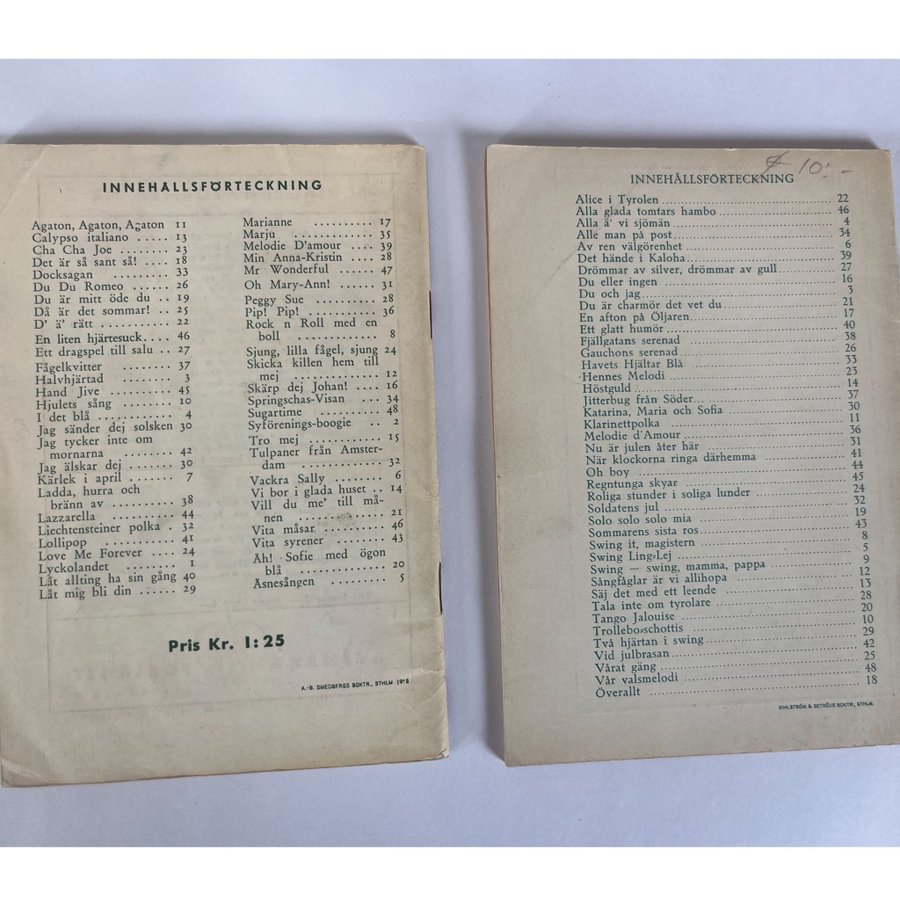 INNEHÅLLSFÖRTECKNING
Agaton, Agaton, Agaton 11
Calypso italiano .... 13
Cha Cha Joe ........ 23
Det är så sant så! .... 18
Docksagan ......... 33
Du Du Romeo ...... 26
Du är mitt öde du .. 19
Då är det sommar! .. 25
D' ä' rätt ............ 22
En liten hjärtesuck.... 46
Ett dragspel till salu .. 27
Fågelkvitter ........ 37
Halvhjärtad ........ 3
Hand Jive .......... 45
Hjulets sång ........ 10
I det blå ............ 4
Jag sänder dej solsken 30
Jag tycker inte om
mornarna ........ 42
Jag älskar dej ........ 30
Kärlek i april ........ 7
Ladda, hurra och
bränn av ......... 38
Lazzarella .......... 44
Liechtensteiner polka . 32
Lollipop ............ 41
Love Me Forever .... 24
Lyckolandet ........ 1
Låt allting ha sin gång 40
Låt mig bli din ...... 29
Marianne .......... 17
Marju ............. 35
Melodie D'amour .... 39
Min Anna-Kristin .... 28
Mr Wonderful ...... 47
Oh Mary-Ann! ...... 31
Peggy Sue .......... 28
Pip! Pip! ............ 36
Rock n Roll med en
boll .............. 8
Sjung, lilla fågel, sjung 24
Skicka killen hem till
mej .............. 12
Skärp dej Johan! .... 16
Springschas-Visan .... 34
Sugartime .......... 48
Syförenings-boogie .. 2
Tro mej ............ 15
Tulpaner från Amster-
dam .............. 32
Vackra Sally ........ 6
Vi bor i glada huset .. 14
Vill du me' till må-
nen .............. 21
Vita måsar .......... 46
Vita syrener ........ 43
Åh! Sofie med ögon
blå .............. 20
Åsnesången ........ 5
Pris Kr. 1:25
A.-B. SMEDBERGS BOKTR., STHLM 1958
10:-
INNEHÅLLSFÖRTECKNING
Alice i Tyrolen .......... 22
Alla glada tomtars hambo .......... 46
Alla ä' vi sjömän .......... 4
Alle man på post .......... 34
Av ren välgörenhet .......... 6
Det hände i Kaloha .......... 39
Drömmar av silver, drömmar av gull .......... 27
Du eller ingen .......... 16
Du och jag .......... 3
Du är charmör det vet du .......... 21
En afton på Öljaren .......... 17
Ett glatt humör .......... 40
Fjällgatans serenad .......... 38
Gauchons serenad .......... 26
Havets Hjältar Blå .......... 33
Hennes Melodi .......... 23
Höstguld .......... 14
Jitterbug från Söder .......... 37
Katarina, Maria och Sofia .......... 30
Klarinettpolka .......... 11
Melodie d'Amour .......... 36
Nu är julen åter här .......... 31
När klockorna ringa därhemma .......... 41
Oh boy .......... 44
Regntunga skyar .......... 45
Roliga stunder i soliga lunder .......... 24
Soldatens jul .......... 32
Solo solo solo mia .......... 19
Sommarens sista ros .......... 43
Swing it, magistern .......... 8
Swing Ling-Lej .......... 5
Swing — swing, mamma, pappa .......... 9
Sångfåglar är vi allihopa .......... 12
Säj det med ett leende .......... 13
Tala inte om tyrolare .......... 28
Tango Jalouise .......... 20
Trollebo-schottis .......... 10
Två hjärtan i swing .......... 29
Vid julbrasan .......... 42
Vårat gäng .......... 25
Vår valsmelodi .......... 48
Överallt .......... 18
KIHLSTRÖM & SETRÉUS BOKTR., STHLM